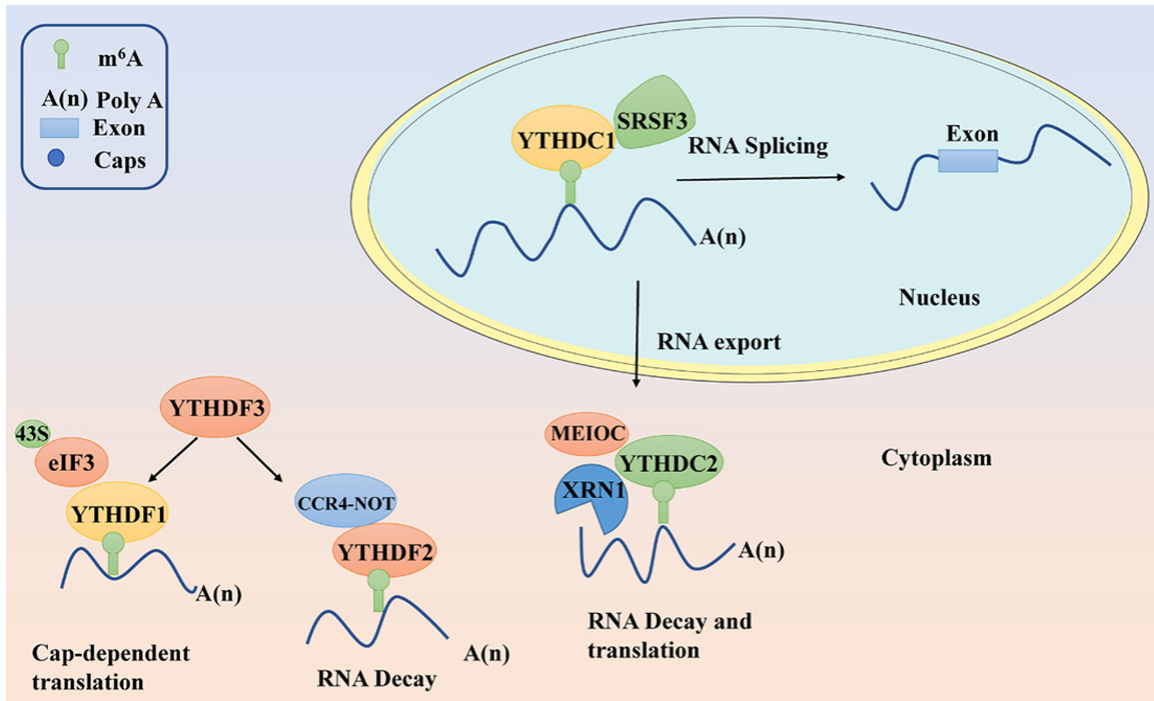 m⁶A
A(n) Poly A
Exon
Caps
YTHDC1
SRSF3
RNA Splicing
Exon
A(n)
Nucleus
RNA export
YTHDF3
43S
eIF3
YTHDF1
A(n)
Cap-dependent
translation
CCR4-NOT
YTHDF2
A(n)
RNA Decay
MEIOC
YTHDC2
XRN1
A(n)
RNA Decay and
translation
Cytoplasm